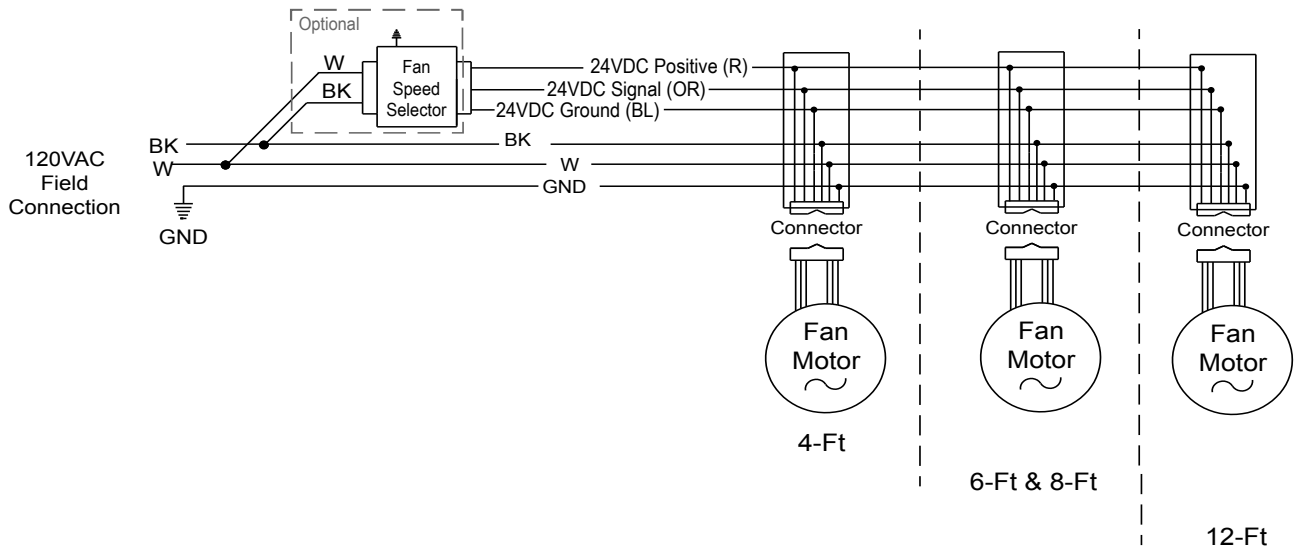 Optional
W
BK
Fan
Speed
Selector
24VDC Positive (R)
24VDC Signal (OR)
24VDC Ground (BL)
120VAC
Field
Connection
BK
W
GND
BK
W
GND
Connector
Connector
Connector
Fan
Motor
Fan
Motor
Fan
Motor
4-Ft
6-Ft & 8-Ft
12-Ft